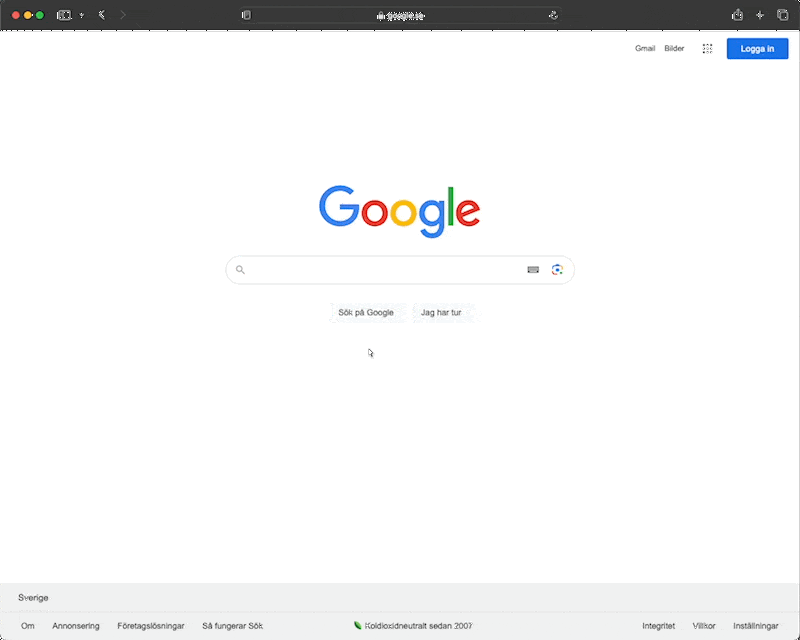 google.se
Gmail Bilder Logga in
Google
Sök på Google Jag har tur
Sverige
Om Annonsering Företagslösningar Så fungerar Sök Koldioxidneutralt sedan 2007 Integritet Villkor Inställningar